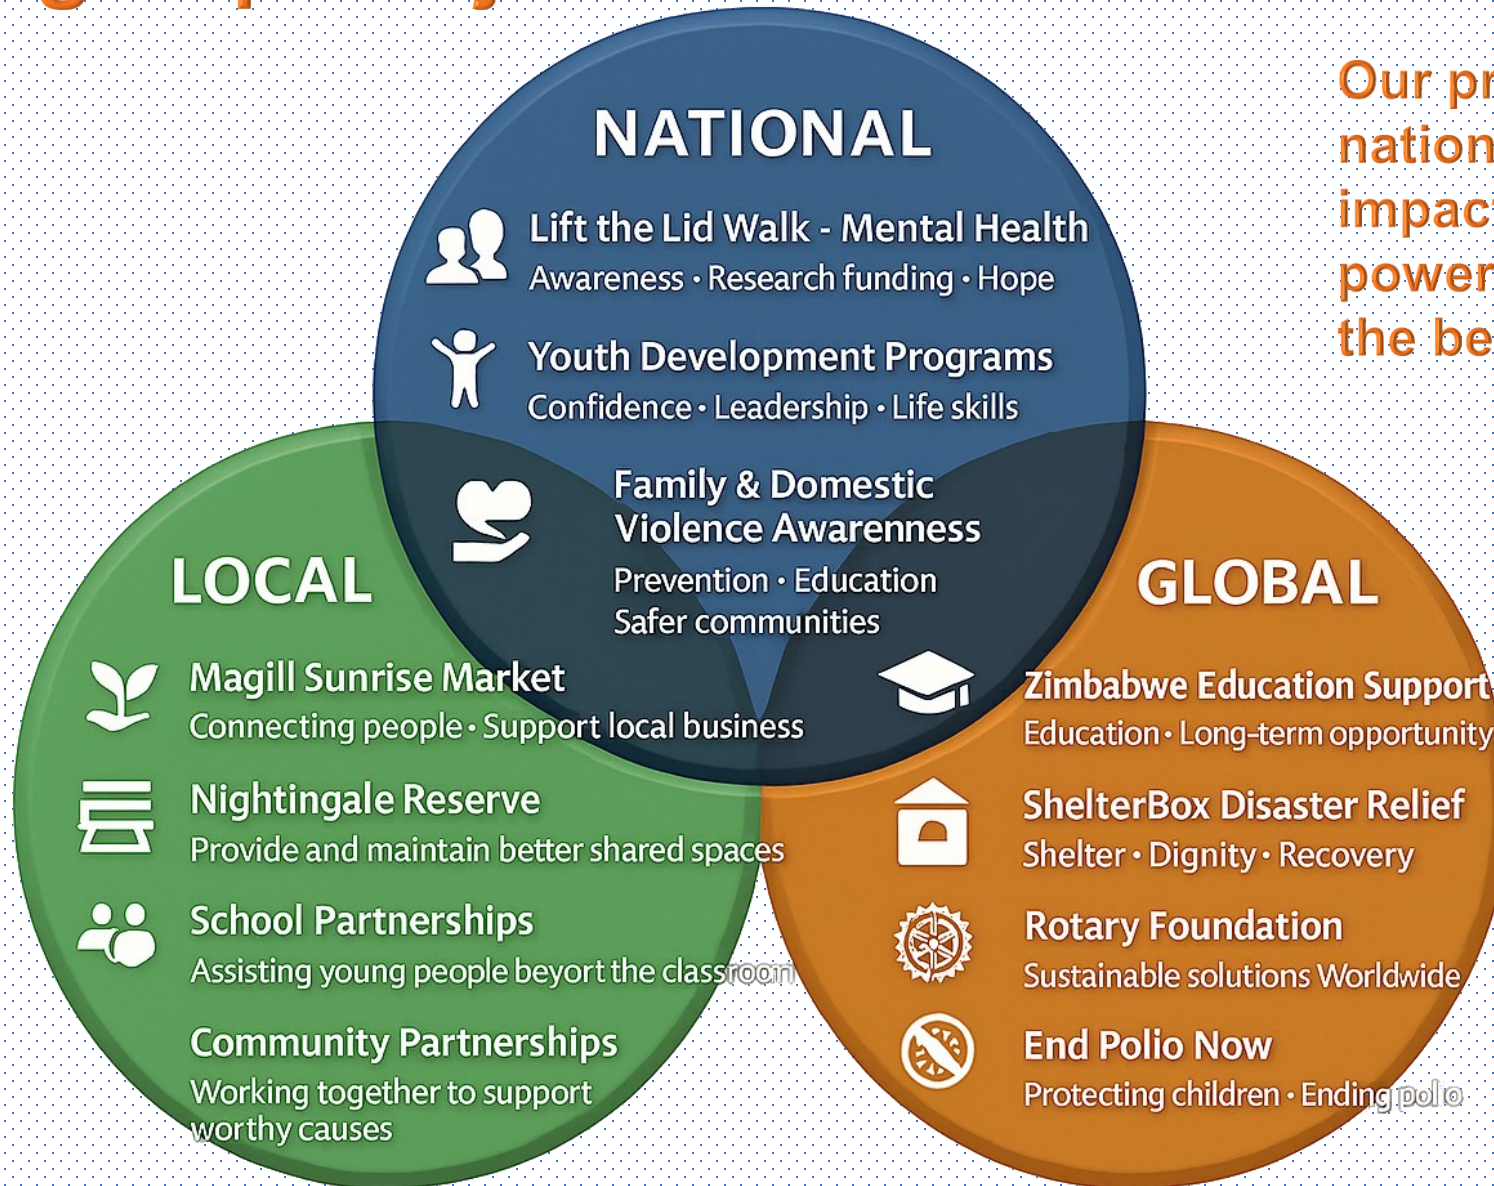 NATIONAL
Lift the Lid Walk - Mental Health
Awareness • Research funding • Hope
Youth Development Programs
Confidence • Leadership • Life skills
Family & Domestic
Violence Awarenness
Prevention • Education
Safer communities
LOCAL
Magill Sunrise Market
Connecting people • Support local business
Nightingale Reserve
Provide and maintain better shared spaces
School Partnerships
Assisting young people beyort the classroom
Community Partnerships
Working together to support
worthy causes
GLOBAL
Zimbabwe Education Support
Education • Long-term opportunity
ShelterBox Disaster Relief
Shelter • Dignity • Recovery
Rotary Foundation
Sustainable solutions Worldwide
End Polio Now
Protecting children • Ending polio
Our pr
nation
impac
power
the be